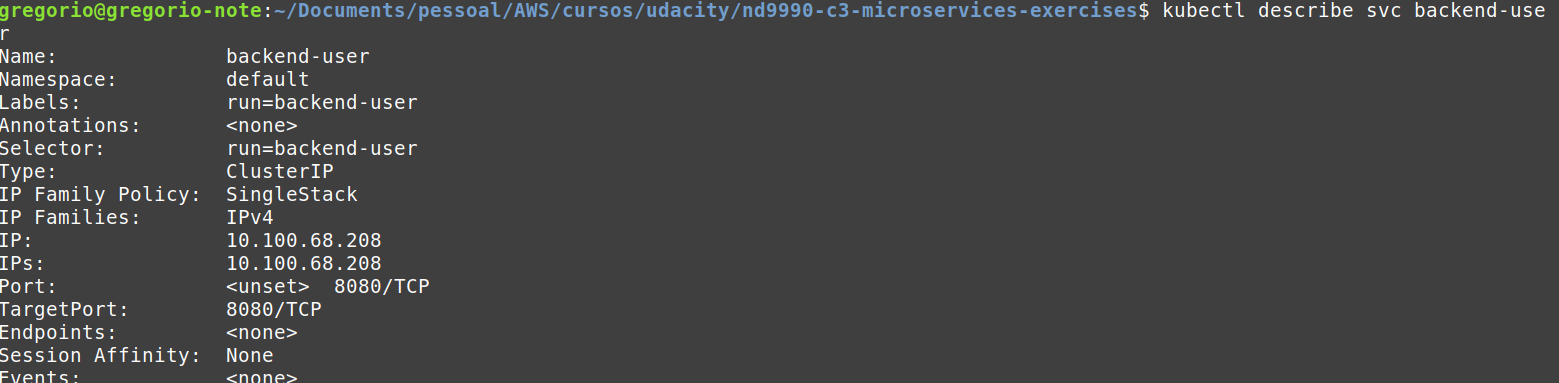 gregorio@gregorio-note:~/Documents/pessoal/AWS/cursos/udacity/nd9990-c3-microservices-exercises$ kubectl describe svc backend-use
r
Name:              backend-user
Namespace:         default
Labels:            run=backend-user
Annotations:       <none>
Selector:          run=backend-user
Type:              ClusterIP
IP Family Policy:  SingleStack
IP Families:       IPv4
IP:                10.100.68.208
IPs:               10.100.68.208
Port:              <unset>  8080/TCP
TargetPort:        8080/TCP
Endpoints:         <none>
Session Affinity:  None
Events:            <none>